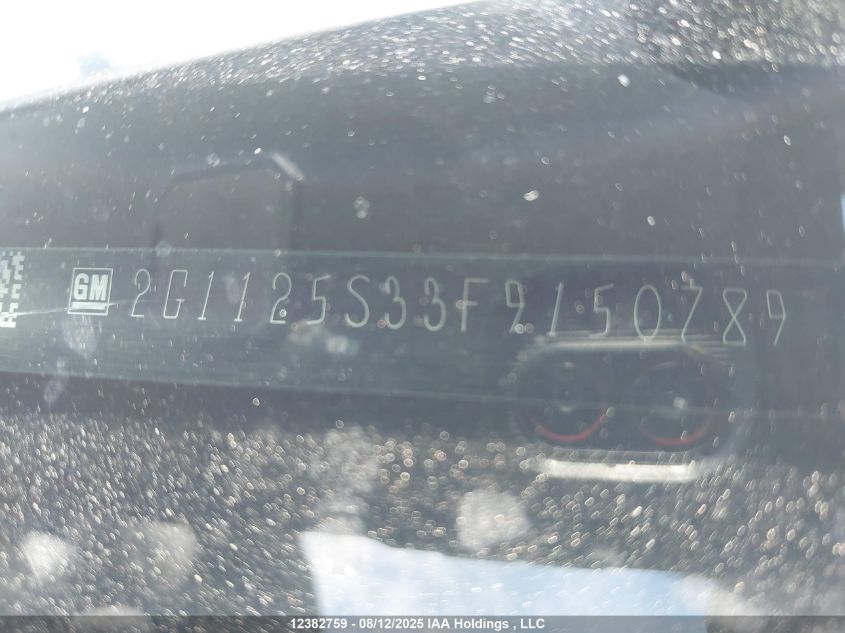 GM 2G1125S33F9150789
12382759 - 08/12/2025 IAA Holdings , LLC